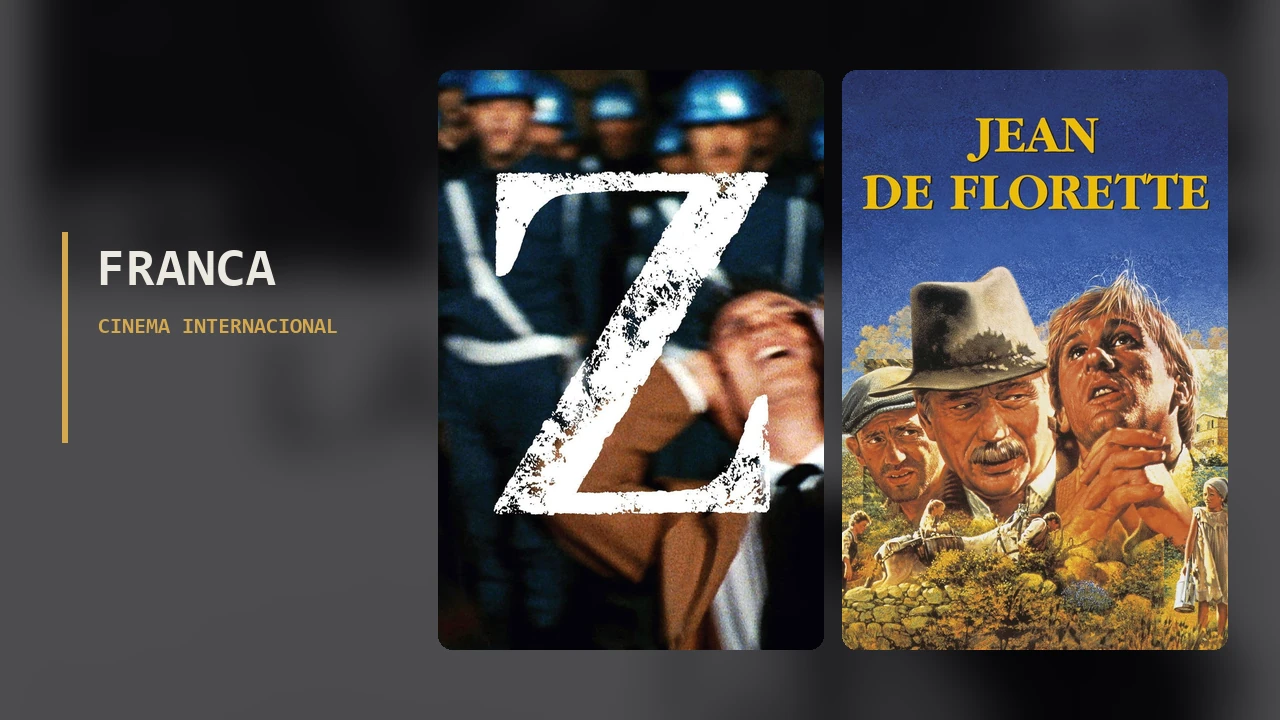 FRANCA
CINEMA INTERNACIONAL
Z
JEAN
DE FLORETTE